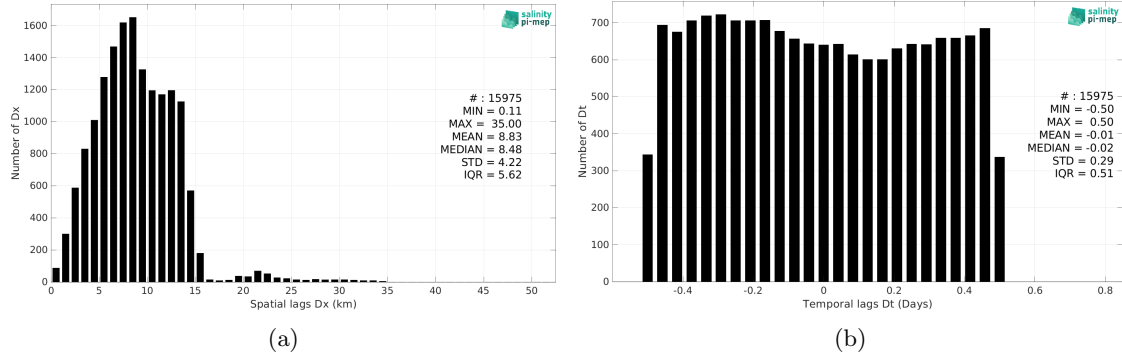 1600
1400
1200
1000
800
600
400
200
0
Number of Dx
0 5 10 15 20 25 30 35 40 45 50
Spatial lags Dx (km)
salinity
pi-mep
# : 15975
MIN = 0.11
MAX = 35.00
MEAN = 8.83
MEDIAN = 8.48
STD = 4.22
IQR = 5.62
(a)
700
600
500
400
300
200
100
0
Number of Dt
-0.4 -0.2 0 0.2 0.4 0.6 0.8
Temporal lags Dt (Days)
salinity
pi-mep
# : 15975
MIN = -0.50
MAX = 0.50
MEAN = -0.01
MEDIAN = -0.02
STD = 0.29
IQR = 0.51
(b)